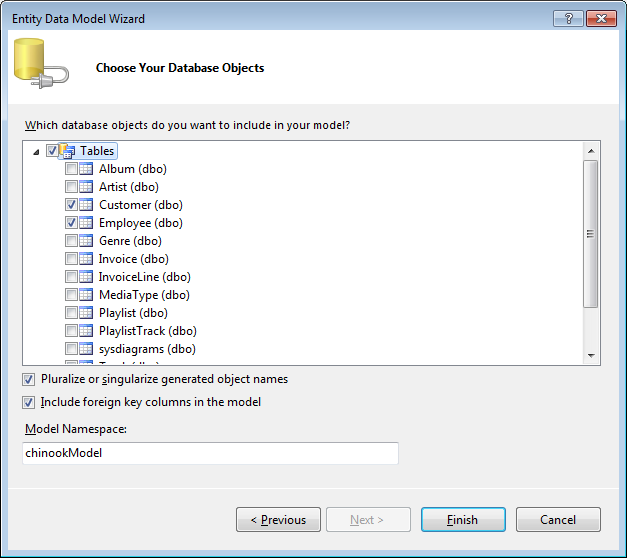 Entity Data Model Wizard
Choose Your Database Objects
Which database objects do you want to include in your model?
Tables
Album (dbo)
Artist (dbo)
Customer (dbo)
Employee (dbo)
Genre (dbo)
Invoice (dbo)
InvoiceLine (dbo)
MediaType (dbo)
Playlist (dbo)
PlaylistTrack (dbo)
sysdiagrams (dbo)
Pluralize or singularize generated object names
Include foreign key columns in the model
Model Namespace:
chinookModel
< Previous
Next >
Finish
Cancel